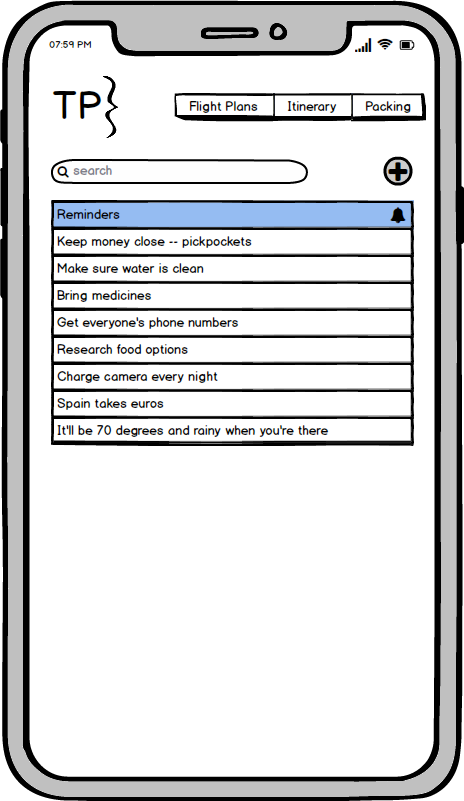 07:59 PM
TP
Flight Plans Itinerary Packing
search
Reminders
Keep money close -- pickpockets
Make sure water is clean
Bring medicines
Get everyone's phone numbers
Research food options
Charge camera every night
Spain takes euros
It'll be 70 degrees and rainy when you're there